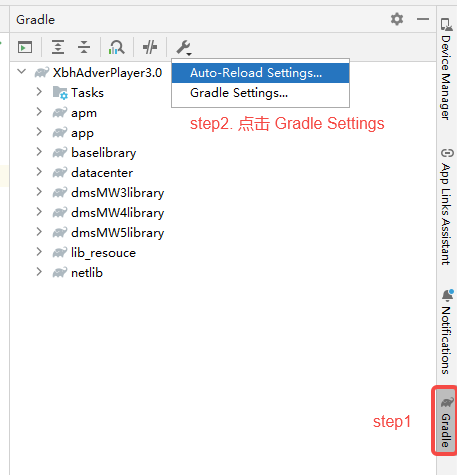 Gradle
Auto-Reload Settings...
Gradle Settings...
step2. 点击 Gradle Settings
XbhAdverPlayer3.0
Tasks
apm
app
baselibrary
datacenter
dmsMW3library
dmsMW4library
dmsMW5library
lib_resouce
netlib
Device Manager
App Links Assistant
Notifications
step1
Gradle